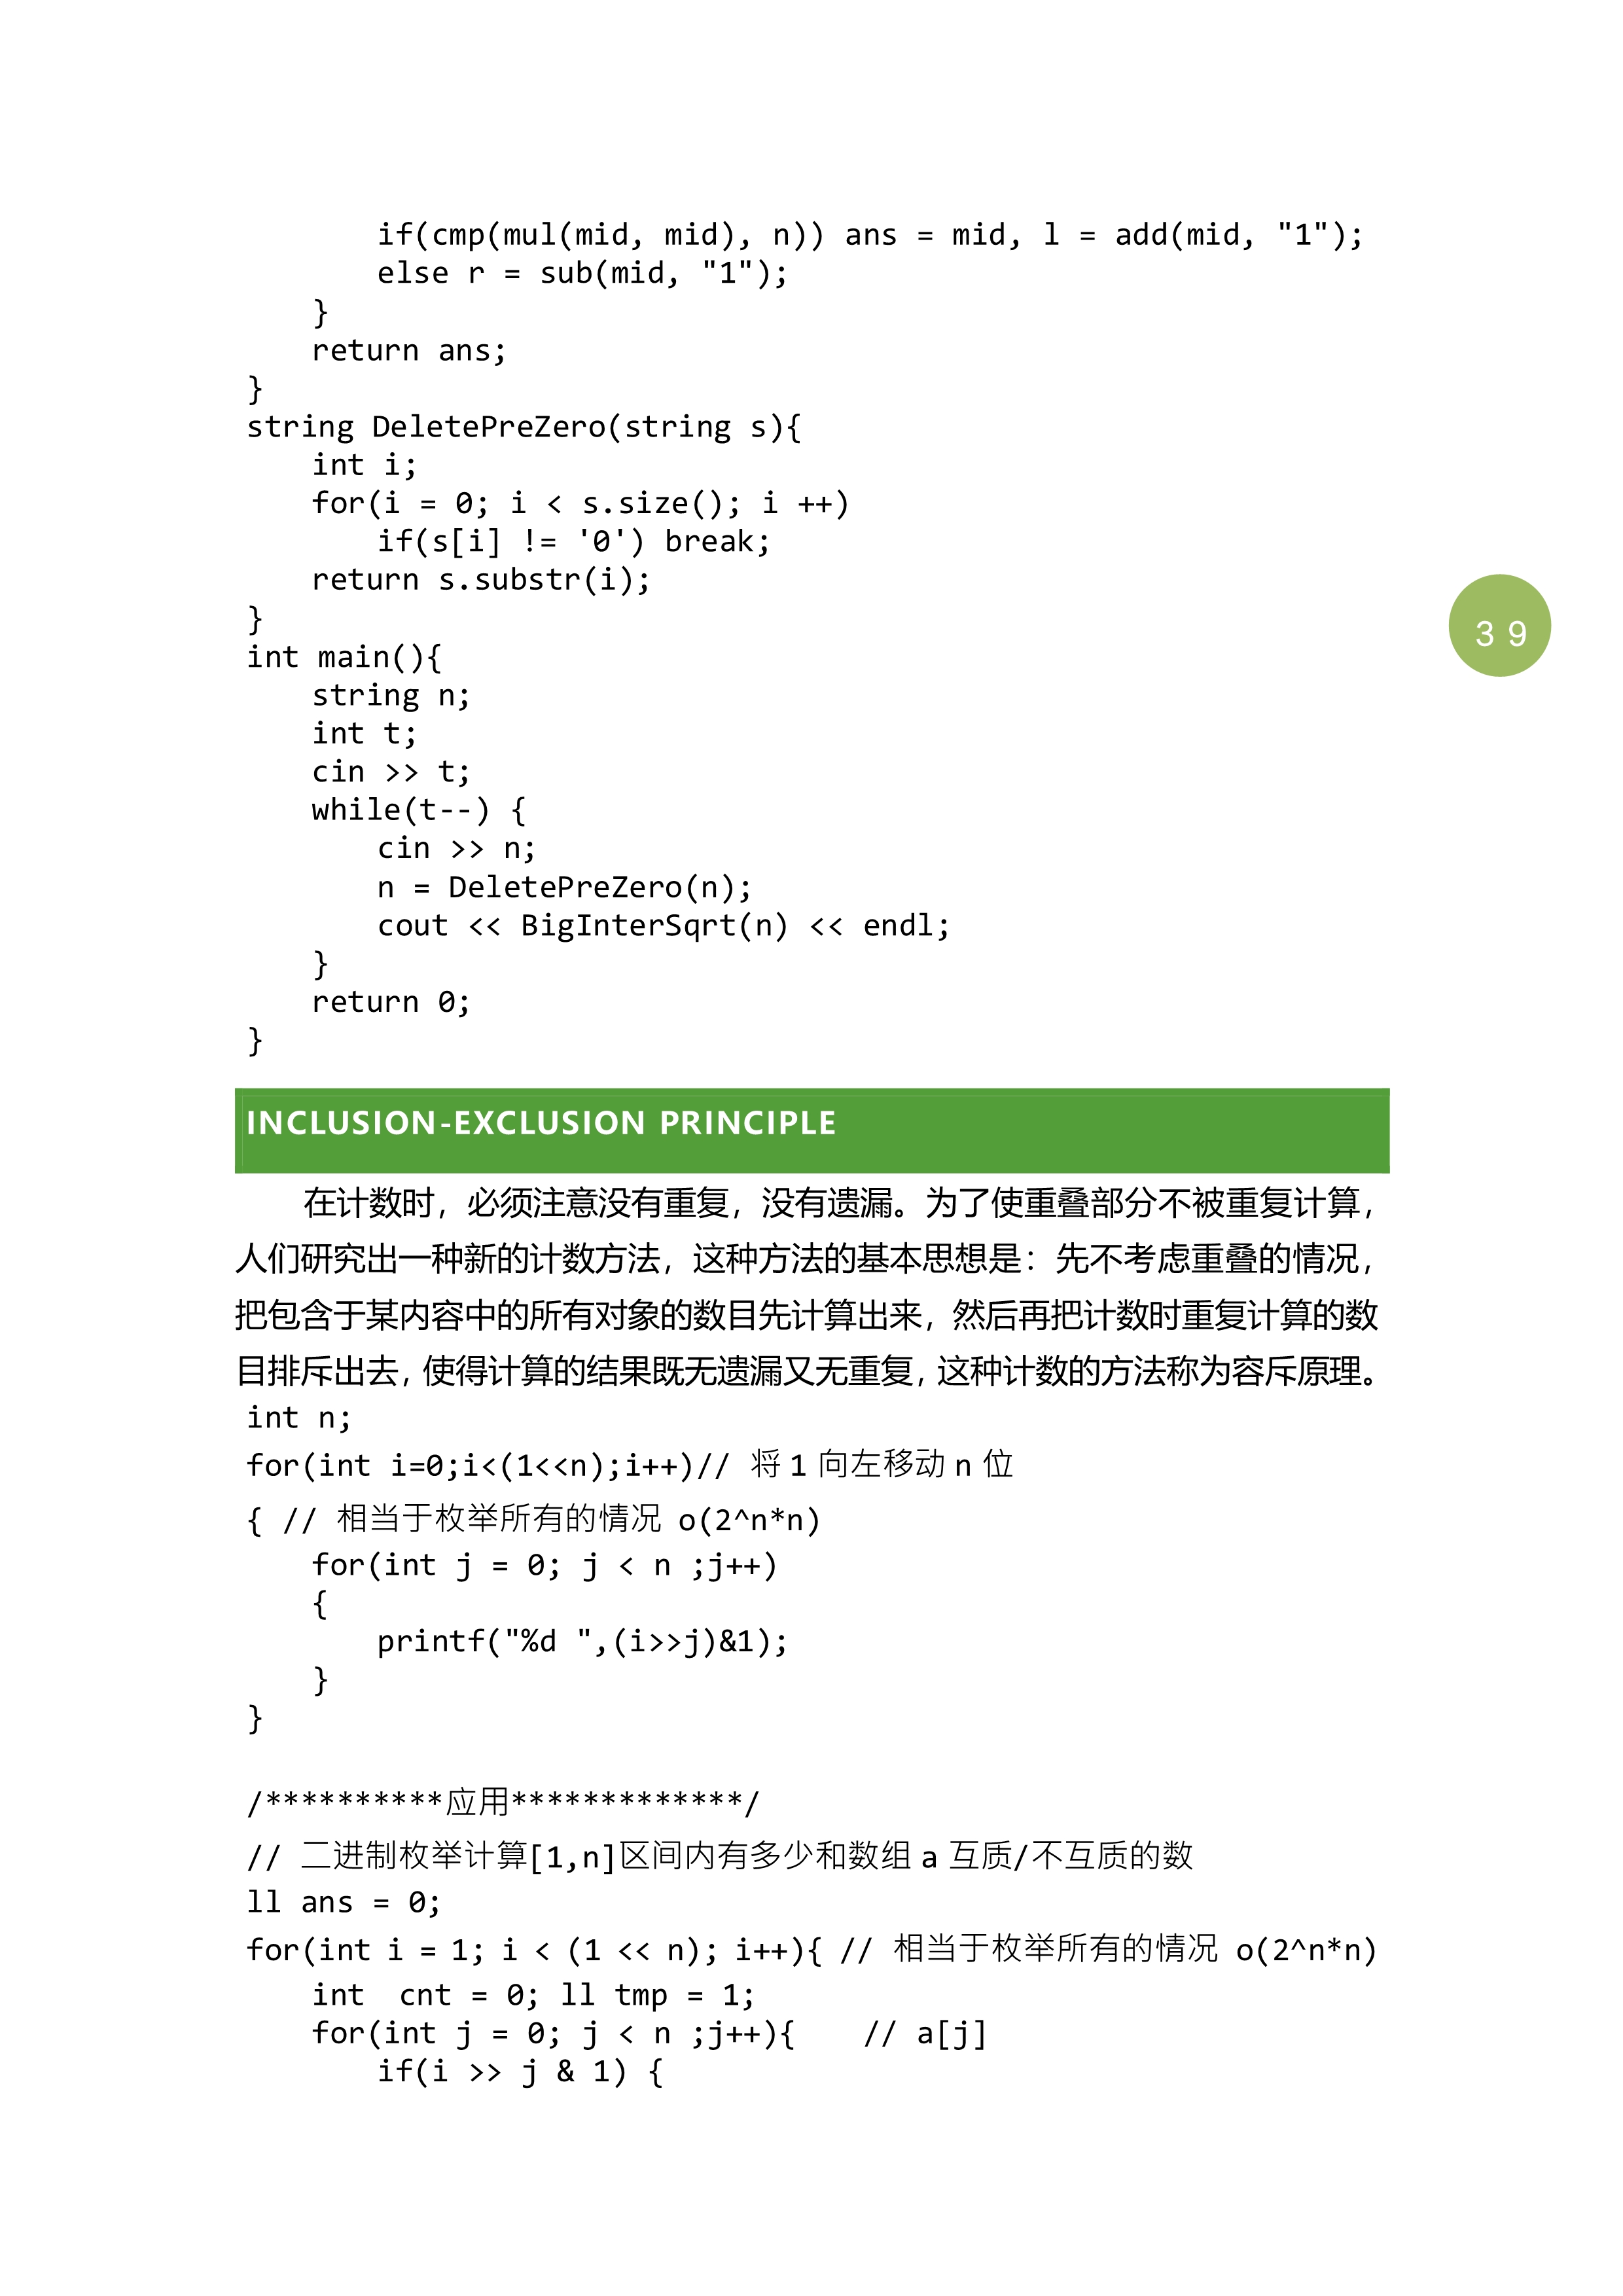 if(cmp(mul(mid, mid), n)) ans = mid, l = add(mid, "1");
        else r = sub(mid, "1");
    }
    return ans;
}
string DeletePreZero(string s){
    int i;
    for(i = 0; i < s.size(); i ++)
        if(s[i] != '0') break;
    return s.substr(i);
}
int main(){
    string n;
    int t;
    cin >> t;
    while(t--) {
        cin >> n;
        n = DeletePreZero(n);
        cout << BigInterSqrt(n) << endl;
    }
    return 0;
}
39
INCLUSION-EXCLUSION PRINCIPLE
在计数时，必须注意没有重复，没有遗漏。为了使重叠部分不被重复计算，
人们研究出一种新的计数方法，这种方法的基本思想是：先不考虑重叠的情况，
把包含于某内容中的所有对象的数目先计算出来，然后再把计数时重复计算的数
目排斥出去，使得计算的结果既无遗漏又无重复，这种计数的方法称为容斥原理。
int n;
for(int i=0;i<(1<<n);i++)// 将 1 向左移动 n 位
{ // 相当于枚举所有的情况 o(2^n*n)
    for(int j = 0; j < n ;j++)
    {
        printf("%d ",(i>>j)&1);
    }
}
/**********应用*************/
// 二进制枚举计算[1,n]区间内有多少和数组 a 互质/不互质的数
ll ans = 0;
for(int i = 1; i < (1 << n); i++){ // 相当于枚举所有的情况 o(2^n*n)
    int  cnt = 0; ll tmp = 1;
    for(int j = 0; j < n ;j++){    // a[j]
        if(i >> j & 1) {